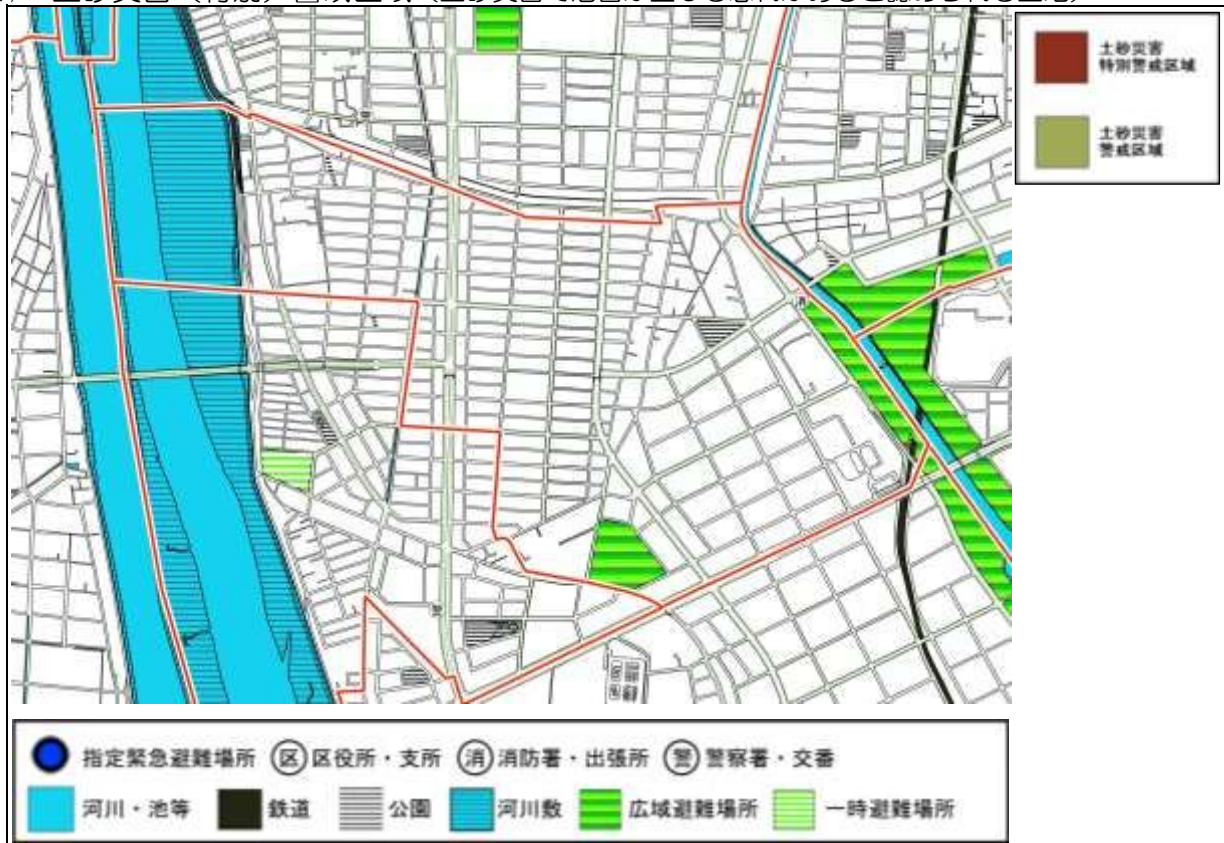 土砂災害
特別警戒区域
土砂災害
警戒区域
指定緊急避難場所 区 区役所・支所 消 消防署・出張所 警 警察署・交番
河川・池等 鉄道 公園 河川敷 広域避難場所 一時避難場所